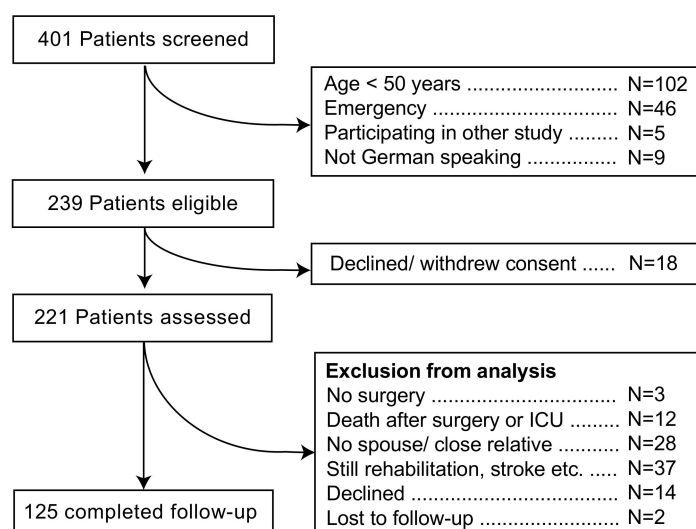 401 Patients screened
Age < 50 years ............................ N=102
Emergency .................................. N=46
Participating in other study ......... N=5
Not German speaking ................ N=9
239 Patients eligible
Declined/ withdrew consent ...... N=18
221 Patients assessed
Exclusion from analysis
No surgery .................................. N=3
Death after surgery or ICU ......... N=12
No spouse/ close relative ........... N=28
Still rehabilitation, stroke etc. ..... N=37
Declined ...................................... N=14
Lost to follow-up ......................... N=2
125 completed follow-up